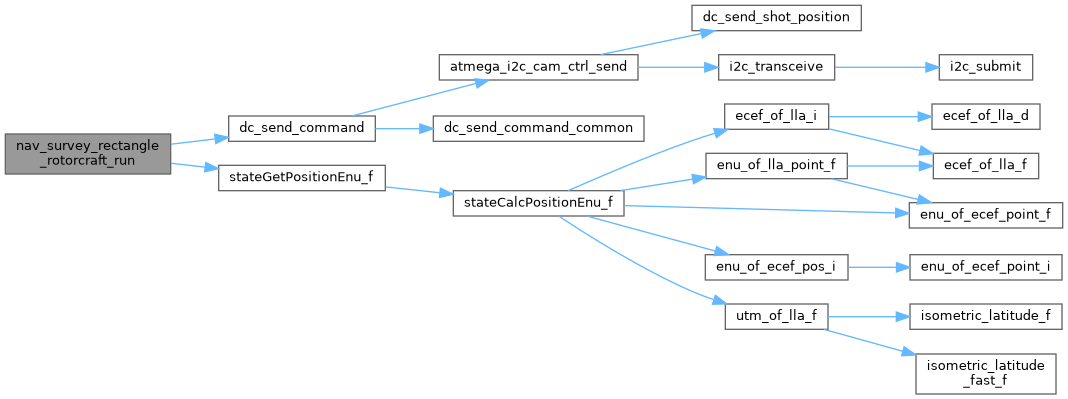 dc_send_shot_position
atmega_i2c_cam_ctrl_send
i2c_transceive
i2c_submit
ecef_of_lla_i
ecef_of_lla_d
dc_send_command
dc_send_command_common
nav_survey_rectangle
_rotorcraft_run
enu_of_lla_point_f
ecef_of_lla_f
stateGetPositionEnu_f
stateCalcPositionEnu_f
enu_of_ecef_point_f
enu_of_ecef_pos_i
enu_of_ecef_point_i
utm_of_lla_f
isometric_latitude_f
isometric_latitude
_fast_f